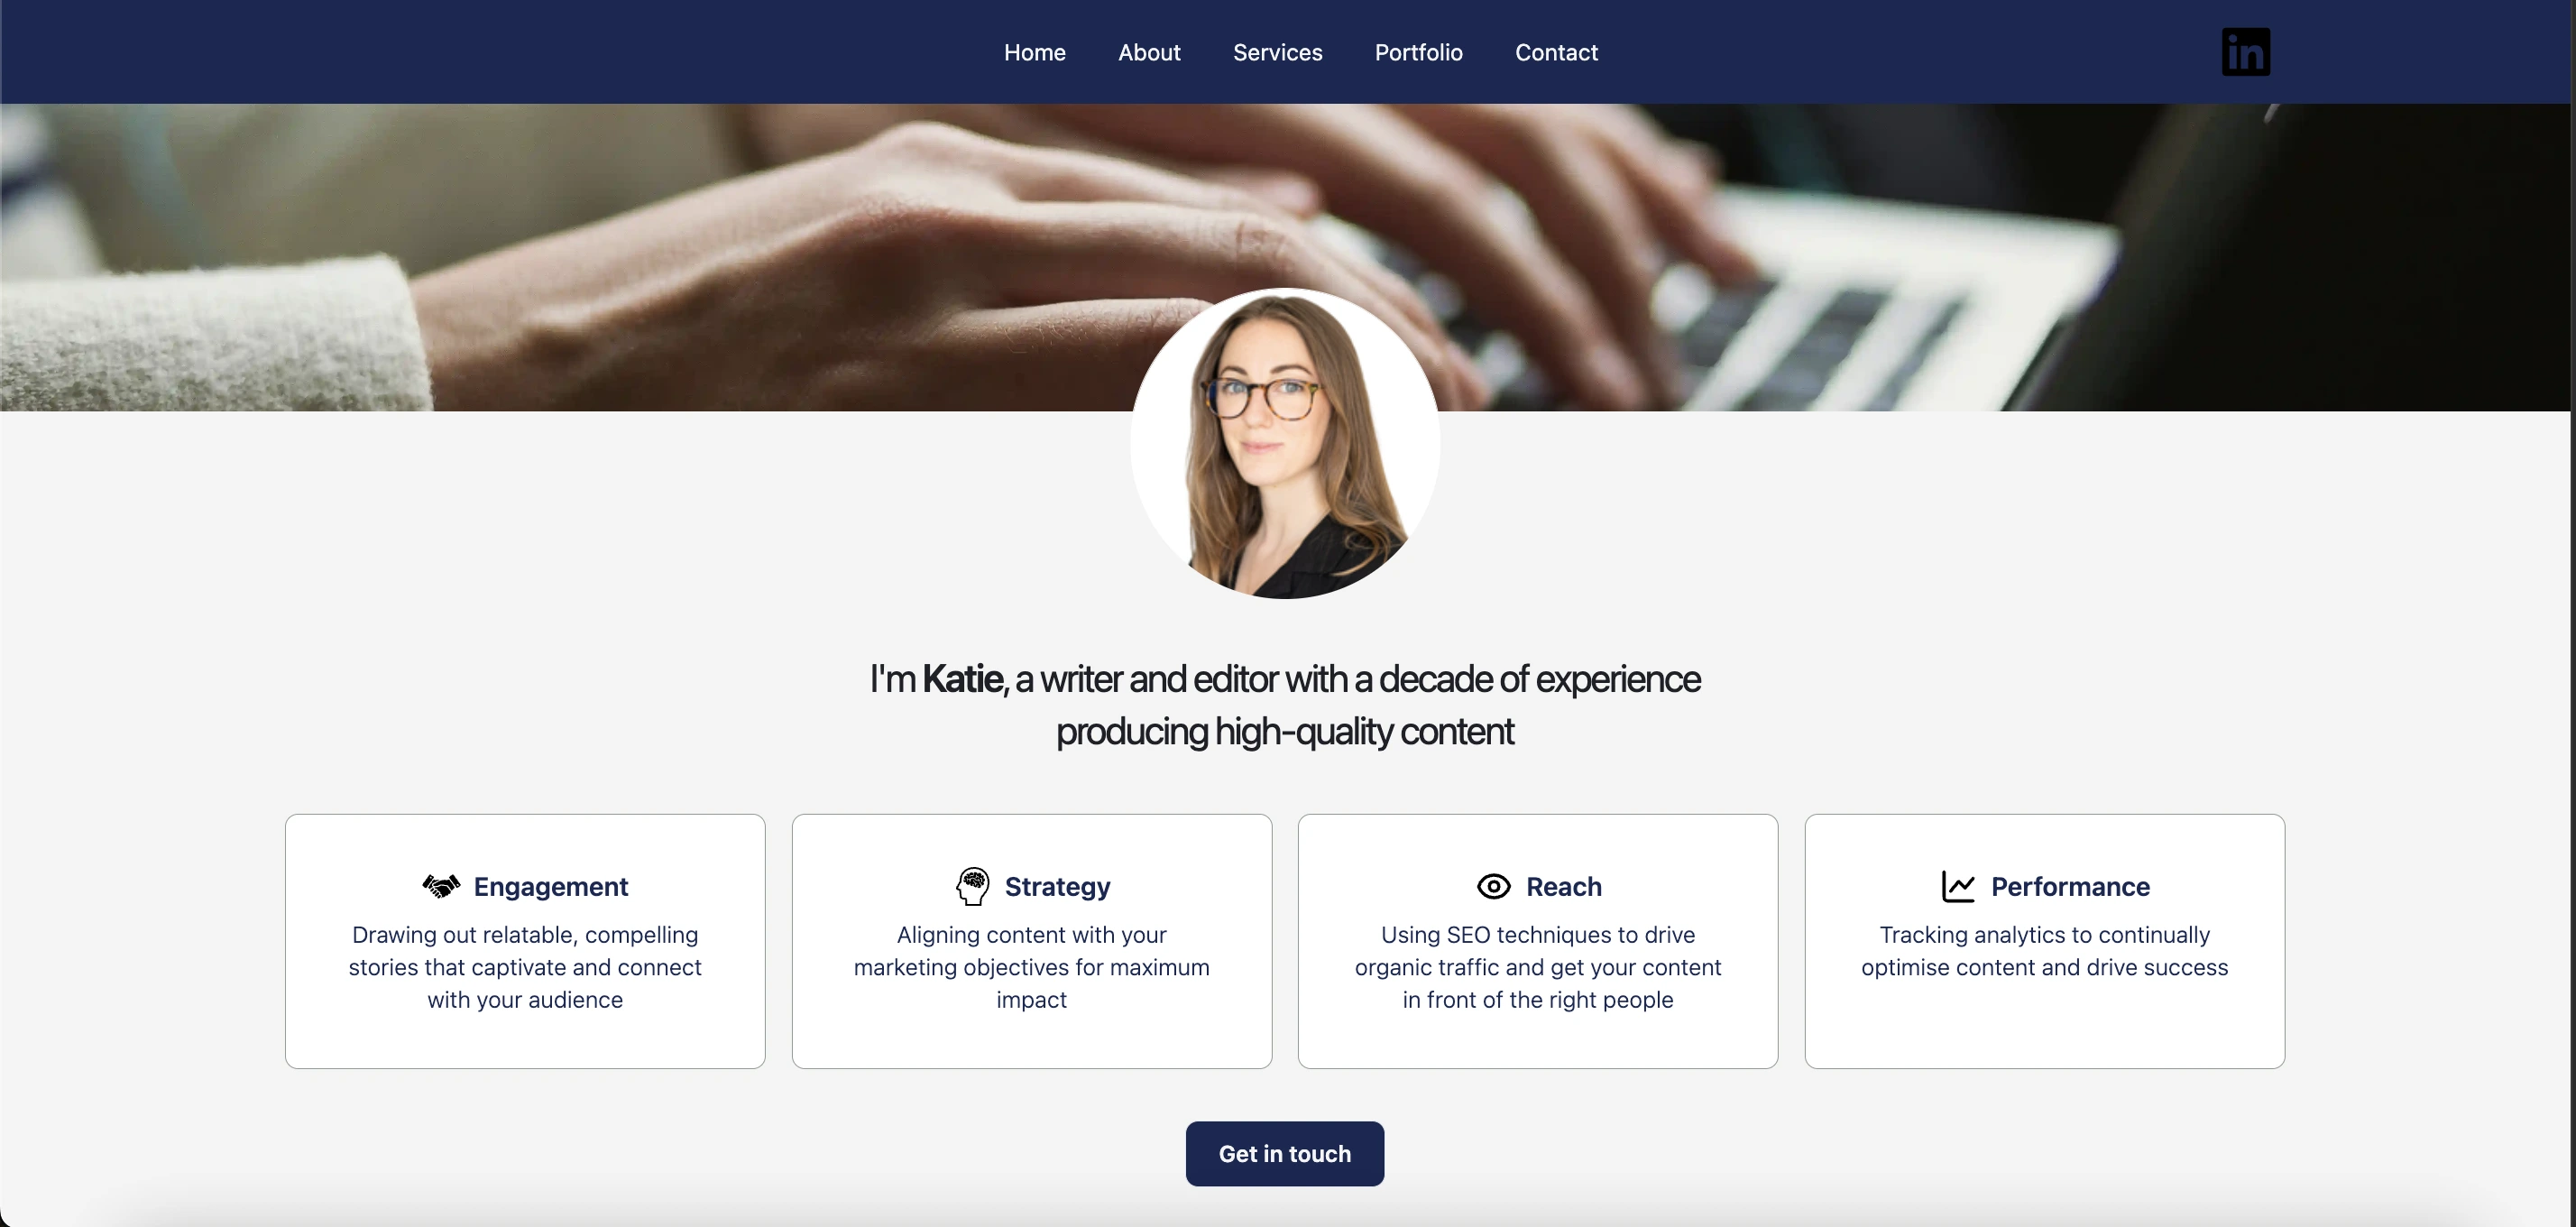 Home About Services Portfolio Contact
in
I'm Katie, a writer and editor with a decade of experience
producing high-quality content
Engagement
Drawing out relatable, compelling
stories that captivate and connect
with your audience
Strategy
Aligning content with your
marketing objectives for maximum
impact
Reach
Using SEO techniques to drive
organic traffic and get your content
in front of the right people
Performance
Tracking analytics to continually
optimise content and drive success
Get in touch